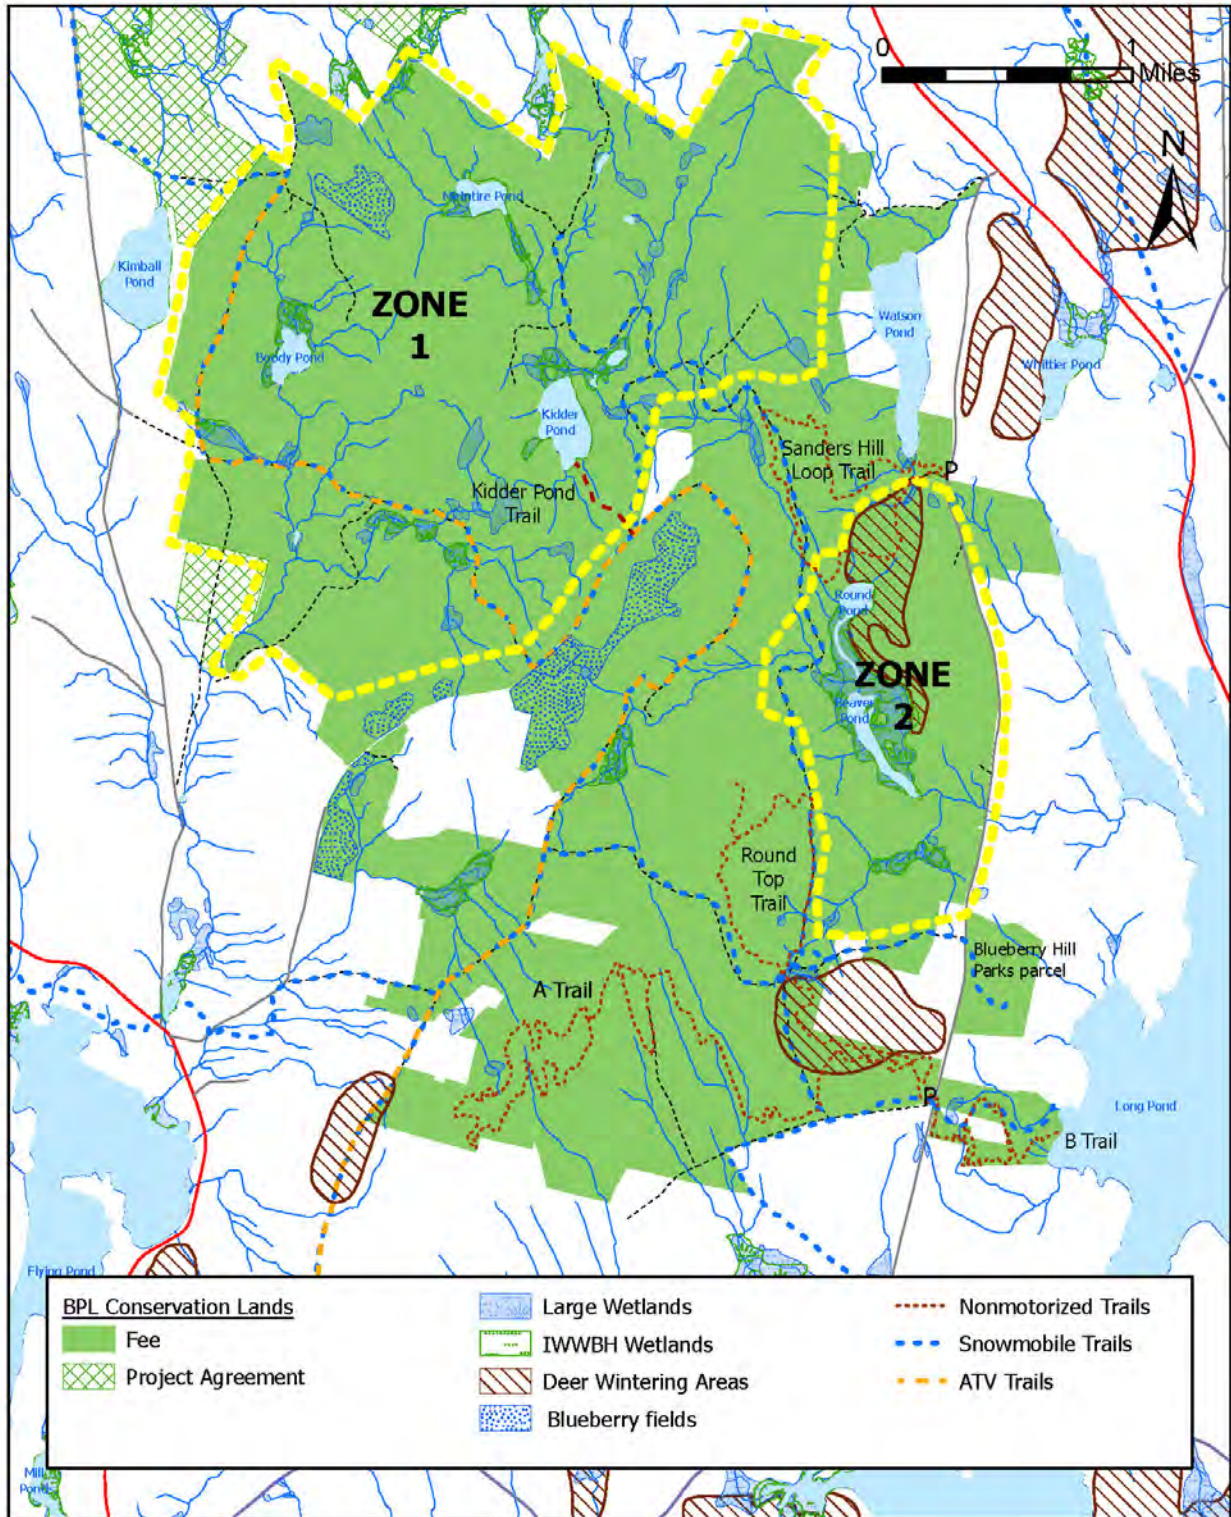 0 1
Miles
N
McIntire Pond
Kimball
Pond
ZONE
1
Watson
Pond
Boody Pond
Whittier Pond
Kidder
Pond
Sanders Hill
Loop Trail
P
Kidder Pond
Trail
Round
Pond
ZONE
2
Beaver
Pond
Round
Top
Trail
Blueberry Hill
Parks parcel
A Trail
P
Long Pond
B Trail
Flying Pond
BPL Conservation Lands
Fee
Project Agreement
Large Wetlands
IWWBH Wetlands
Deer Wintering Areas
Blueberry fields
Nonmotorized Trails
Snowmobile Trails
ATV Trails
Mill
Ponds